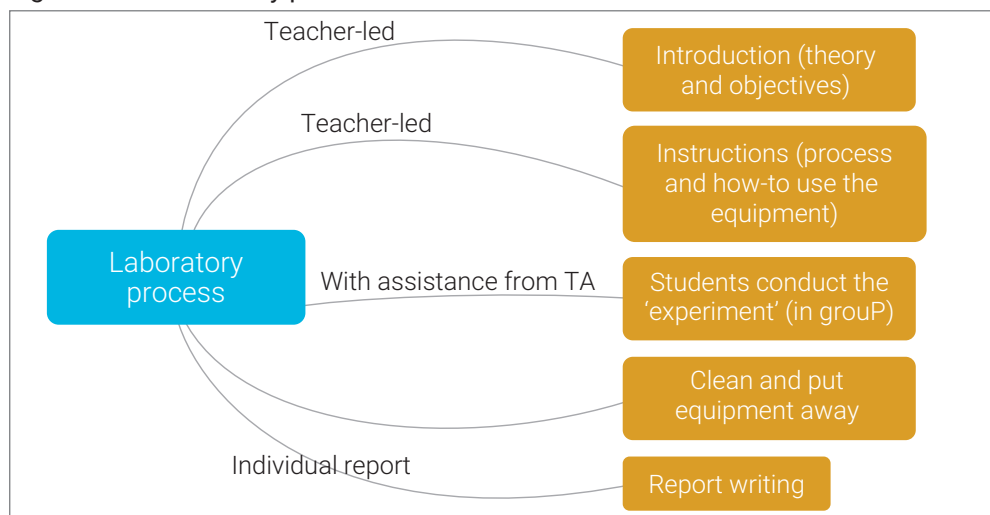 Teacher-led
Introduction (theory
and objectives)
Teacher-led
Instructions (process
and how-to use the
equipment)
Laboratory
process
With assistance from TA
Students conduct the
‘experiment’ (in grouP)
Clean and put
equipment away
Individual report
Report writing